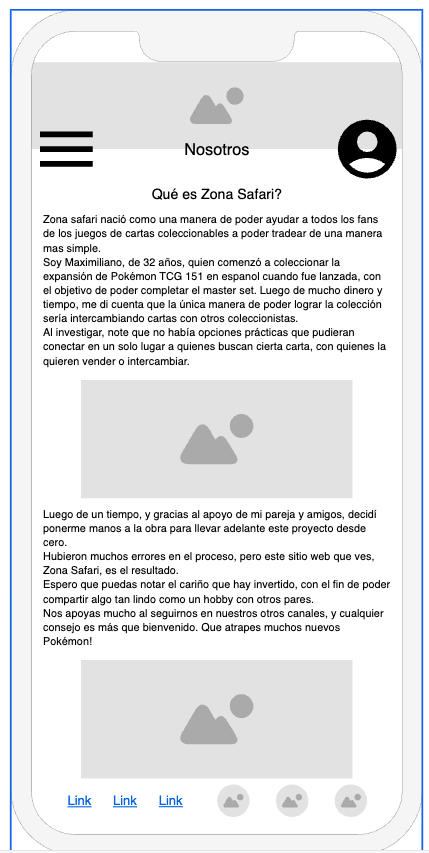 Nosotros
Qué es Zona Safari?
Zona safari nació como una manera de poder ayudar a todos los fans
de los juegos de cartas coleccionables a poder tradear de una manera
mas simple.
Soy Maximiliano, de 32 años, quien comenzó a coleccionar la
expansión de Pokémon TCG 151 en espanol cuando fue lanzada, con
el objetivo de poder completar el master set. Luego de mucho dinero y
tiempo, me di cuenta que la única manera de poder lograr la colección
sería intercambiando cartas con otros coleccionistas.
Al investigar, note que no había opciones prácticas que pudieran
conectar en un solo lugar a quienes buscan cierta carta, con quienes la
quieren vender o intercambiar.
Luego de un tiempo, y gracias al apoyo de mi pareja y amigos, decidí
ponerme manos a la obra para llevar adelante este proyecto desde
cero.
Hubieron muchos errores en el proceso, pero este sitio web que ves,
Zona Safari, es el resultado.
Espero que puedas notar el cariño que hay invertido, con el fin de poder
compartir algo tan lindo como un hobby con otros pares.
Nos apoyas mucho al seguirnos en nuestros otros canales, y cualquier
consejo es más que bienvenido. Que atrapes muchos nuevos
Pokémon!
Link Link Link